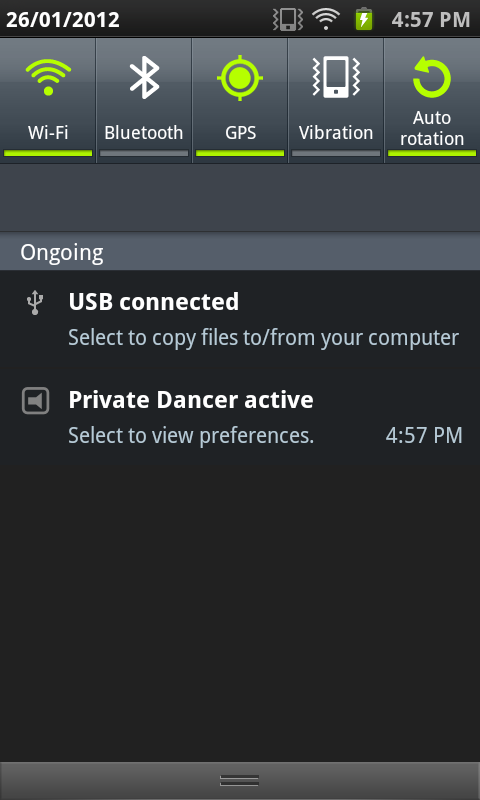 26/01/2012 4:57 PM
Wi-Fi Bluetooth GPS Vibration Auto rotation
Ongoing
USB connected
Select to copy files to/from your computer
Private Dancer active
Select to view preferences. 4:57 PM